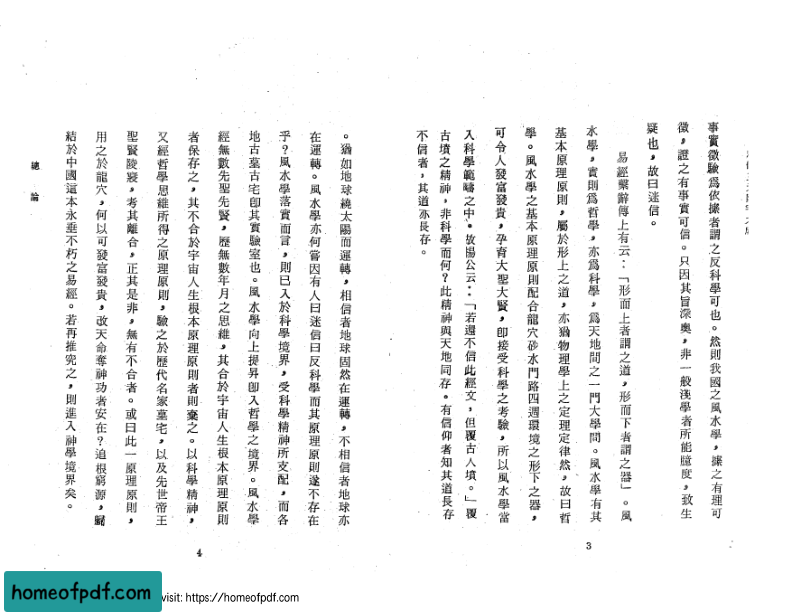 事實徵驗爲依據者謂之反科學可也。然則我國之風水學，據之有理可
徵，證之有事實可信。只因其旨深奧，非一般淺學者所能臆度，致生
疑也，故曰迷信。
易經繫辭傳上有云：「形而上者謂之道，形而下者謂之器」。風
水學，實則爲哲學，亦爲科學，爲天地間之一門大學問。風水學有其
基本原理原則，屬於形上之道，亦猶物理學上之定理定律然，故曰哲
學。風水學之基本原理原則配合龍穴砂水門路四週環境之形下之器，
可令人發富發貴，孕育大聖大賢，卽接受科學之考驗，所以風水學當
入科學範疇之中。故楊公云：「若還不信此經文，但覆古人墳。」覆
古墳之精神，非科學而何？此精神與天地同存。有信仰者知其道長存
不信者，其道亦長存。
3
。猶如地球繞太陽而運轉，相信者地球固然在運轉，不相信者地球亦
在運轉。風水學亦何嘗因有人曰迷信曰反科學而其原理原則遂不存在
乎？風水學落實而言，則已入於科學境界，受科學精神所支配，而各
地古墓古宅卽其實驗室也。風水學向上提昇卽入哲學之境界。風水學
經無數先聖先賢，歷無數年月之思維，其合於宇宙人生根本原理原則
者保存之，其不合於宇宙人生根本原理原則者則棄之。以科學精神，
又經哲學思維所得之原理原則，驗之於歷代名家墓宅，以及先世帝王
聖賢陵寢，考其離合，正其是非，無有不合者。或曰此一原理原則，
用之於龍穴，何以可發富發貴，改天命奪神功者安在？追根窮源，歸
結於中國這本永垂不朽之易經。若再推究之，則進入神學境界矣。
總論
4
homeofpdf.com
visit: https://homeofpdf.com